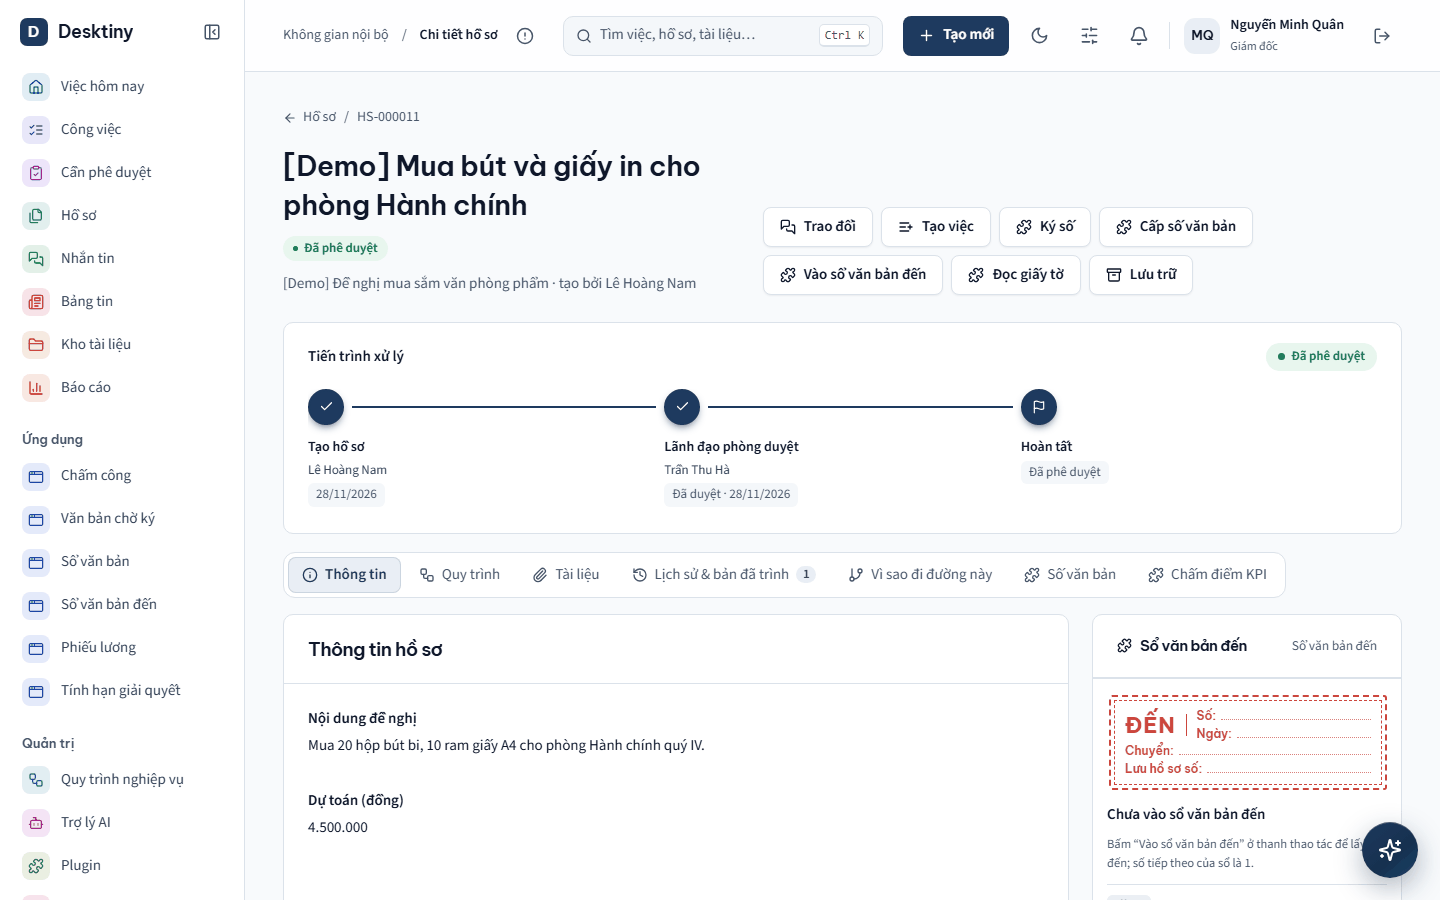 D Desktiny
Việc hôm nay
Công việc
Cần phê duyệt
Hồ sơ
Nhắn tin
Bảng tin
Kho tài liệu
Báo cáo
Ứng dụng
Chấm công
Văn bản chờ ký
Sổ văn bản
Sổ văn bản đến
Phiếu lương
Tính hạn giải quyết
Quản trị
Quy trình nghiệp vụ
Trợ lý AI
Plugin
Không gian nội bộ / Chi tiết hồ sơ
Tìm việc, hồ sơ, tài liệu... Ctrl K
Tạo mới
MQ
Nguyễn Minh Quân
Giám đốc
Hồ sơ / HS-000011
[Demo] Mua bút và giấy in cho
phòng Hành chính
Đã phê duyệt
[Demo] Đề nghị mua sắm văn phòng phẩm · tạo bởi Lê Hoàng Nam
Trao đổi Tạo việc Ký số Cấp số văn bản
Vào sổ văn bản đến Đọc giấy tờ Lưu trữ
Tiến trình xử lý Đã phê duyệt
Tạo hồ sơ
Lê Hoàng Nam
28/11/2026
Lãnh đạo phòng duyệt
Trần Thu Hà
Đã duyệt · 28/11/2026
Hoàn tất
Đã phê duyệt
Thông tin Quy trình Tài liệu Lịch sử & bản đã trình 1 Vì sao đi đường này Số văn bản Chấm điểm KPI
Thông tin hồ sơ
Nội dung đề nghị
Mua 20 hộp bút bi, 10 ram giấy A4 cho phòng Hành chính quý IV.
Dự toán (đồng)
4.500.000
Sổ văn bản đến Sổ văn bản đến
ĐẾN
Số:
Ngày:
Chuyển:
Lưu hồ sơ số:
Chưa vào sổ văn bản đến
Bấm “Vào sổ văn bản đến” ở thanh thao tác để lấy
đến; số tiếp theo của sổ là 1.